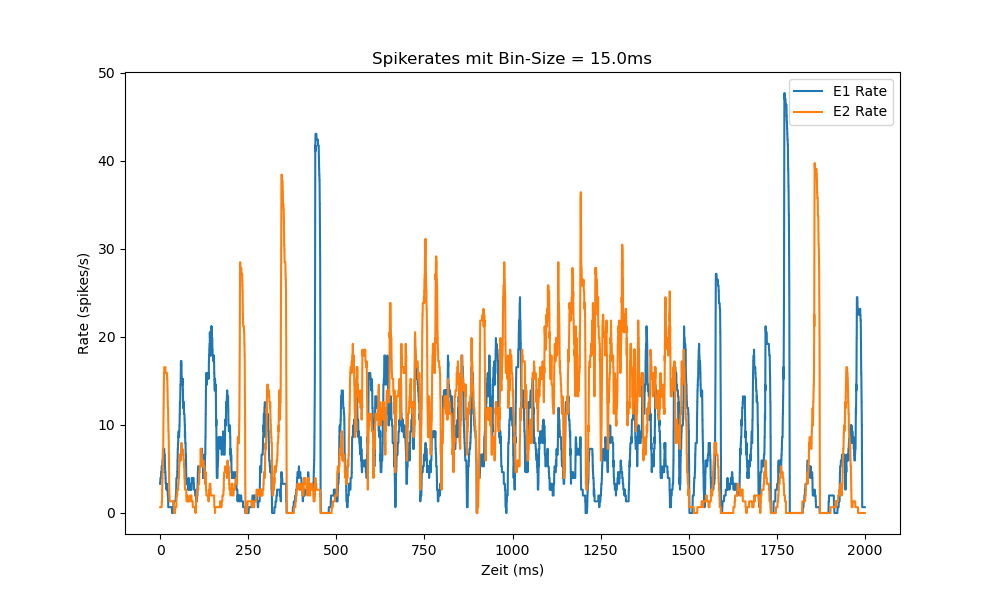 Spikerates mit Bin-Size = 15.0ms
E1 Rate
E2 Rate
50
40
30
20
10
0
Rate (spikes/s)
0 250 500 750 1000 1250 1500 1750 2000
Zeit (ms)